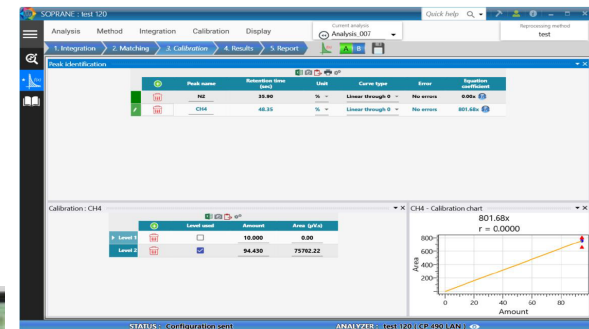 SOPRANE : test 120
Quick help
Analysis Method Integration Calibration Display
Current analysis
Analysis_007
Reprocessing method
test
1. Integration 2. Matching 3. Calibration 4. Results 5. Report
A B
Peak identification
Peak name Retention time (sec) Unit Curve type Error Equation coefficient
N2 35.90 % Linear through 0 No errors 0.00x
CH4 48.35 % Linear through 0 No errors 801.68x
Calibration : CH4
Level used Amount Area (µV.s)
Level 1 10.000 0.00
Level 2 94.430 75702.22
CH4 - Calibration chart
801.68x
r = 0.0000
800
600
400
200
Area
0 20 40 60 80
Amount
STATUS : Configuration sent ANALYZER : test 120 ( CP 490 LAN )